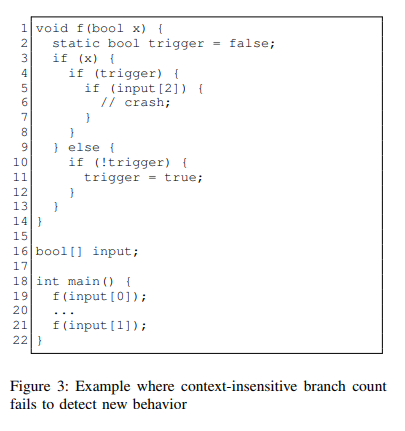 1 void f(bool x) {
2   static bool trigger = false;
3   if (x) {
4     if (trigger) {
5       if (input[2]) {
6         // crash;
7       }
8     }
9   } else {
10     if (!trigger) {
11       trigger = true;
12     }
13   }
14 }
15
16 bool[] input;
17
18 int main() {
19   f(input[0]);
20   ...
21   f(input[1]);
22 }
Figure 3: Example where context-insensitive branch count
fails to detect new behavior